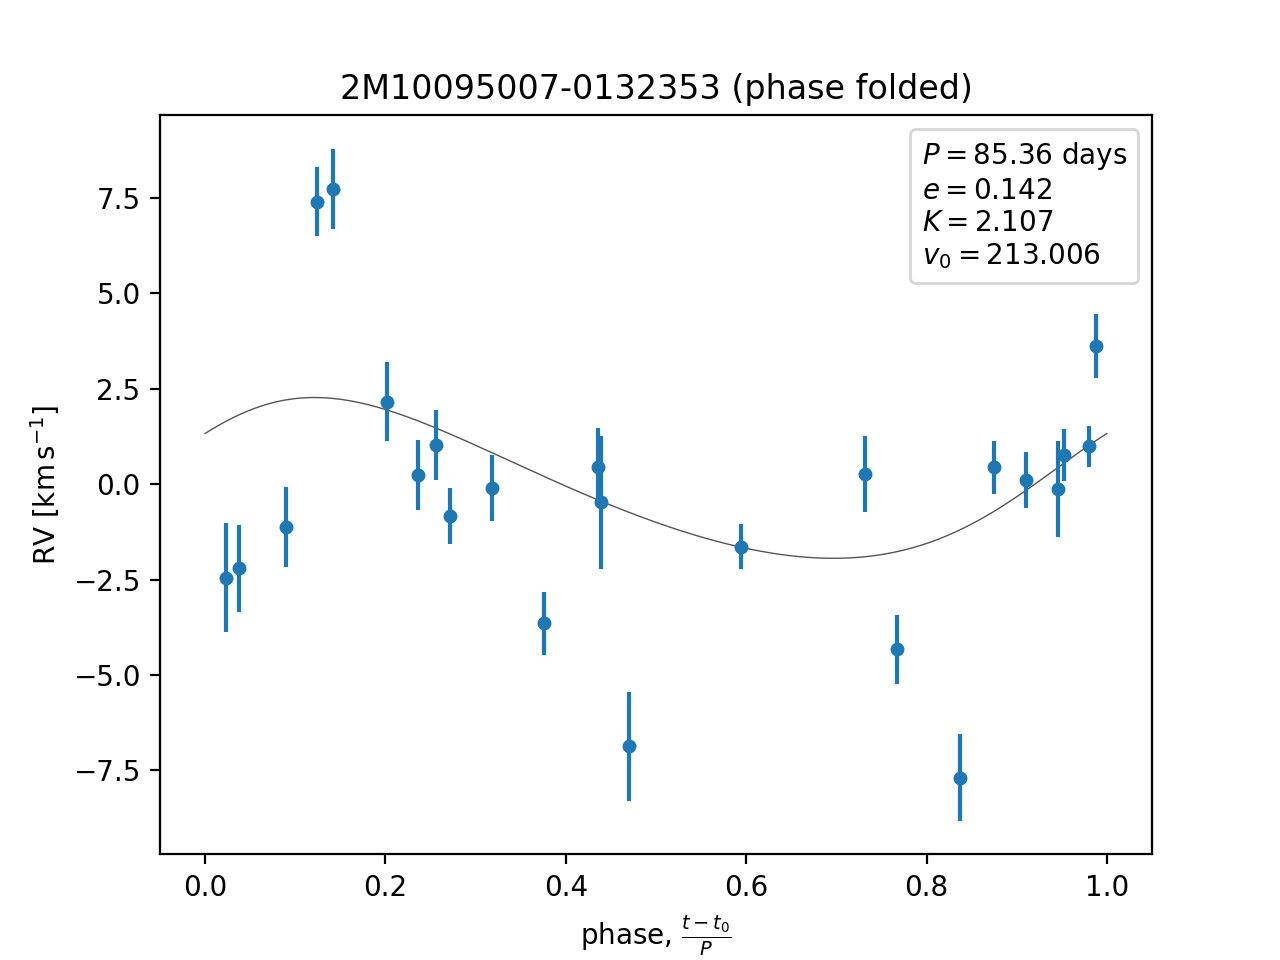 2M10095007-0132353 (phase folded)
P = 85.36 days
e = 0.142
K = 2.107
v₀ = 213.006
RV [km s⁻¹]
7.5
5.0
2.5
0.0
−2.5
−5.0
−7.5
0.0 0.2 0.4 0.6 0.8 1.0
phase, (t − t₀)/P